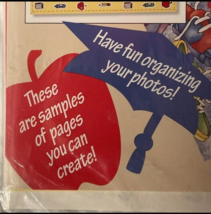 Have fun organizing
your photos!
These
are samples
of pages
you can
create!